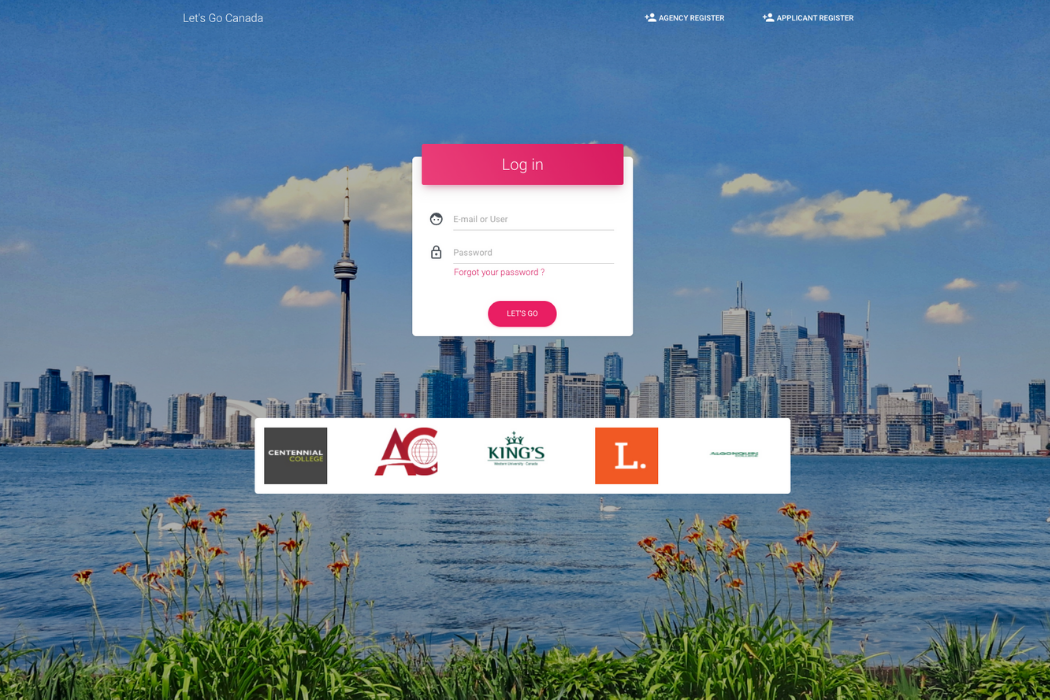 Let's Go Canada
AGENCY REGISTER
APPLICANT REGISTER
Log in
E-mail or User
Password
Forgot your password ?
LET'S GO
CENTENNIAL
COLLEGE
AC
KING'S
Western University · Canada
L.